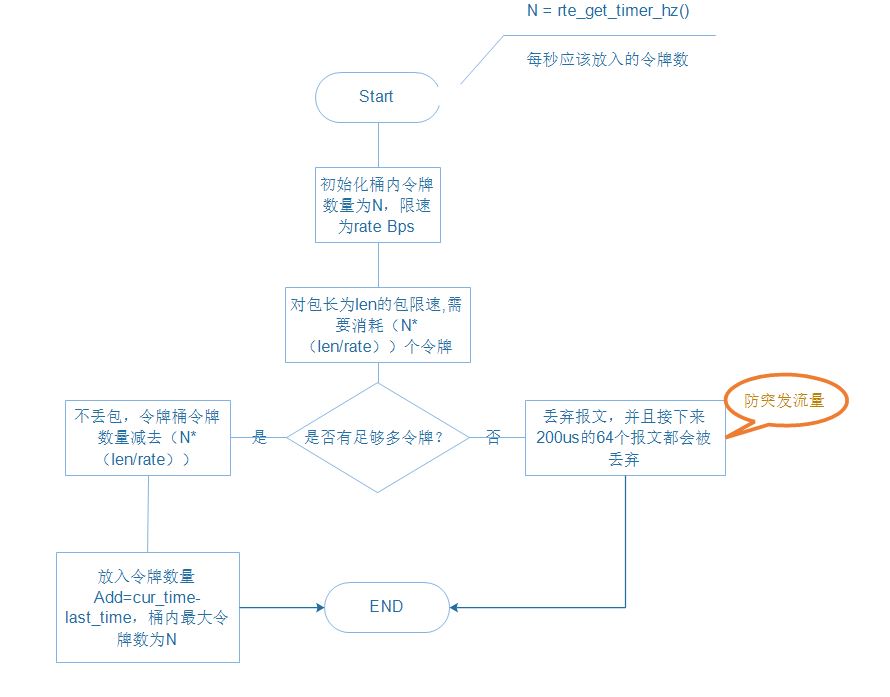 N = rte_get_timer_hz()
每秒应该放入的令牌数
Start
初始化桶内令牌
数量为N，限速
为rate Bps
对包长为len的包限速,需
要消耗（N*
（len/rate））个令牌
是否有足够多令牌？
是
否
不丢包，令牌桶令牌
数量减去（N*
（len/rate））
丢弃报文，并且接下来
200us的64个报文都会被
丢弃
防突发流量
放入令牌数量
Add=cur_time-
last_time，桶内最大令
牌数为N
END